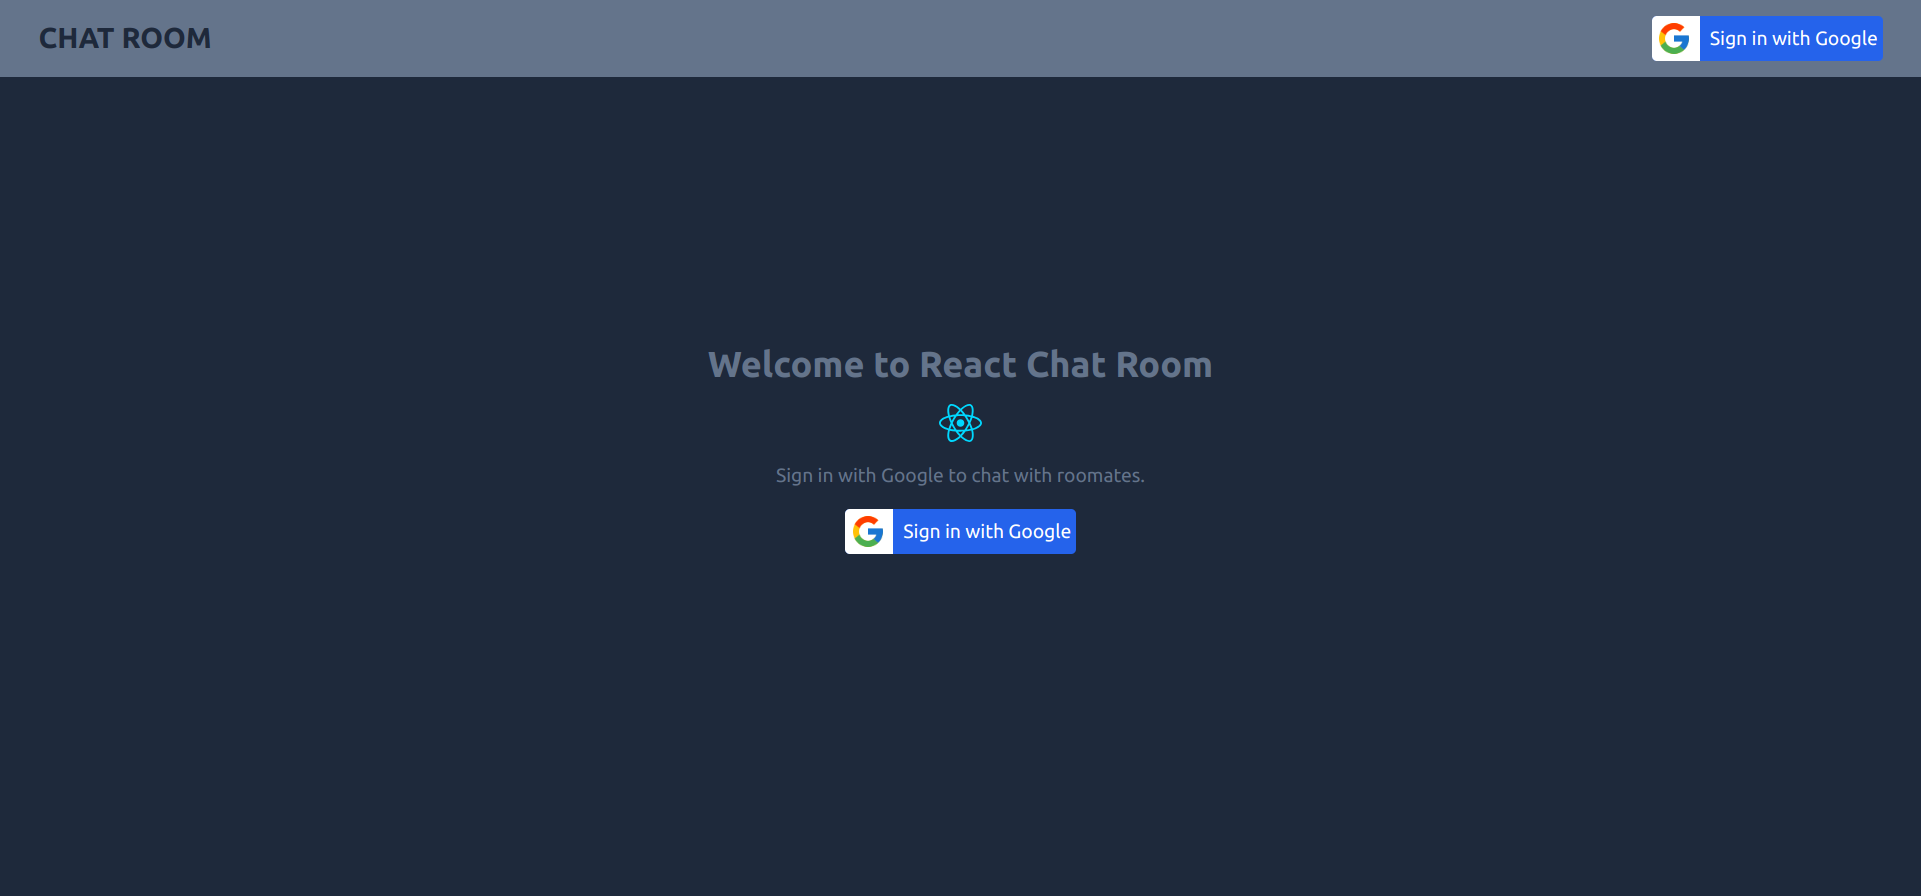 CHAT ROOM
Sign in with Google
Welcome to React Chat Room
Sign in with Google to chat with roomates.
Sign in with Google